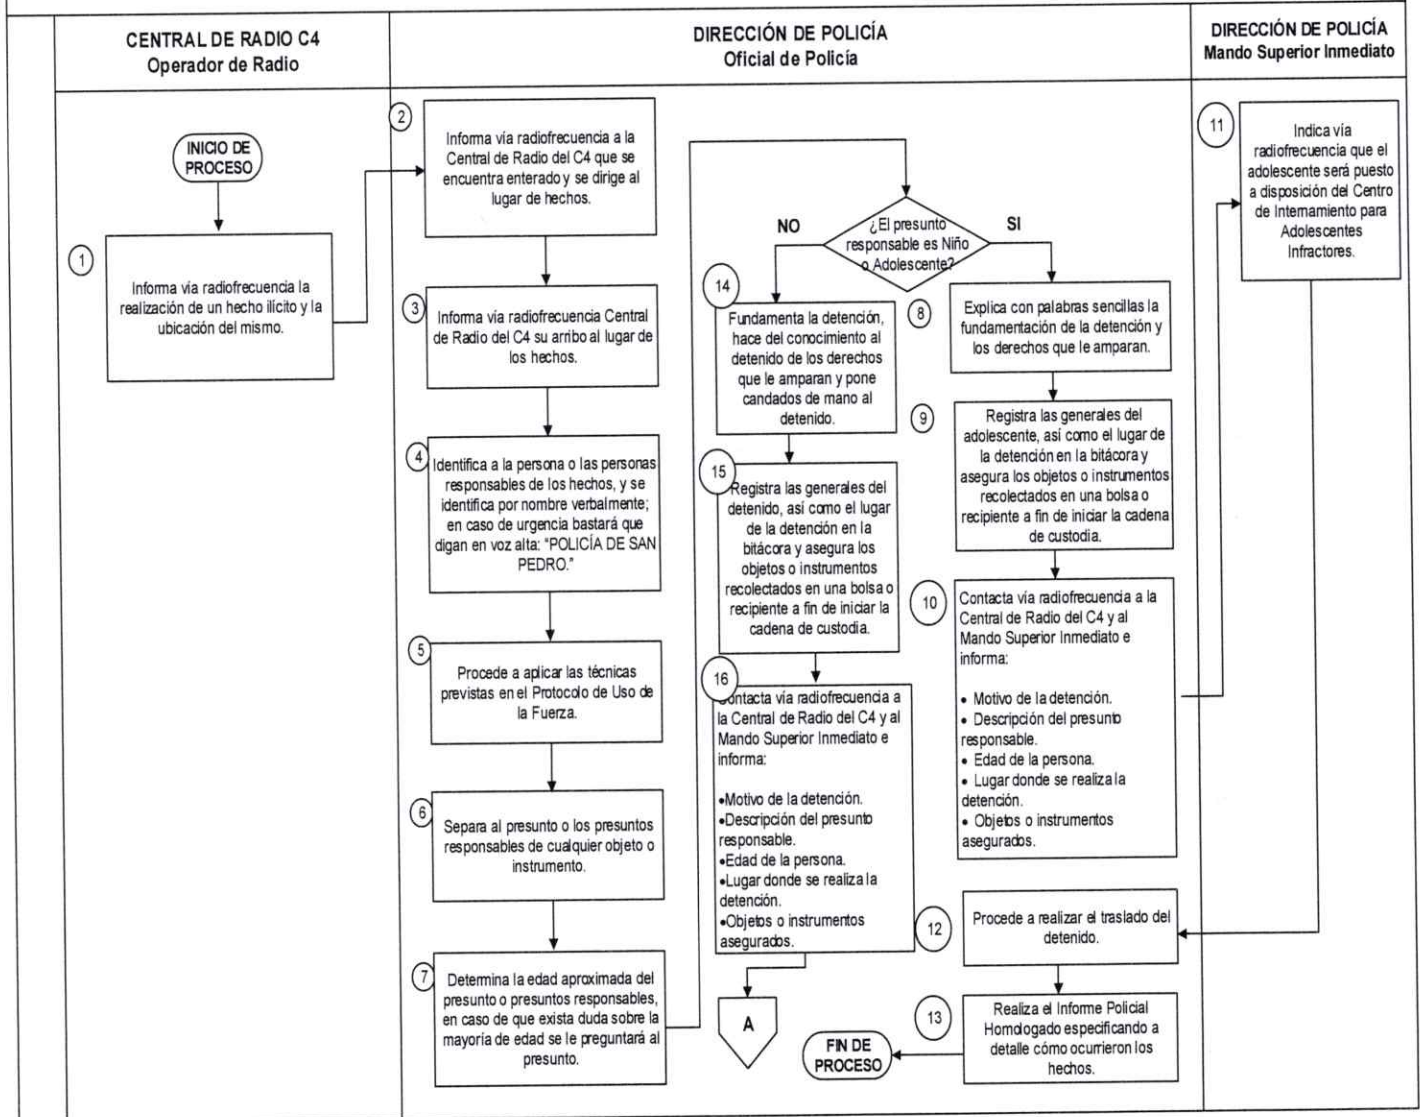 CENTRAL DE RADIO C4
Operador de Radio
DIRECCIÓN DE POLICÍA
Oficial de Policía
DIRECCIÓN DE POLICÍA
Mando Superior Inmediato
INICIO DE
PROCESO
1
Informa vía radiofrecuencia la
realización de un hecho ilícito y la
ubicación del mismo.
2
Informa vía radiofrecuencia a la
Central de Radio del C4 que se
encuentra enterado y se dirige al
lugar de hechos.
3
Informa vía radiofrecuencia Central
de Radio del C4 su arribo al lugar de
los hechos.
4
Identifica a la persona o las personas
responsables de los hechos, y se
identifica por nombre verbalmente;
en caso de urgencia bastará que
digan en voz alta: "POLICÍA DE SAN
PEDRO."
5
Procede a aplicar las técnicas
previstas en el Protocolo de Uso de
la Fuerza.
6
Separa al presunto o los presuntos
responsables de cualquier objeto o
instrumento.
7
Determina la edad aproximada del
presunto o presuntos responsables,
en caso de que exista duda sobre la
mayoría de edad se le preguntará al
presunto.
¿El presunto
responsable es Niño
o Adolescente?
NO
SI
8
Explica con palabras sencillas la
fundamentación de la detención y
los derechos que le amparan.
9
Registra las generales del
adolescente, así como el lugar de
la detención en la bitácora y
asegura los objetos o instrumentos
recolectados en una bolsa o
recipiente a fin de iniciar la cadena
de custodia.
10
Contacta vía radiofrecuencia a la
Central de Radio del C4 y al
Mando Superior Inmediato e
informa:
• Motivo de la detención.
• Descripción del presunto
responsable.
• Edad de la persona.
• Lugar donde se realiza la
detención.
• Objetos o instrumentos
asegurados.
11
Indica vía
radiofrecuencia que el
adolescente será puesto
a disposición del Centro
de Internamiento para
Adolescentes
Infractores.
12
Procede a realizar el traslado del
detenido.
13
Realiza el Informe Policial
Homologado especificando a
detalle cómo ocurrieron los
hechos.
FIN DE
PROCESO
14
Fundamenta la detención,
hace del conocimiento al
detenido de los derechos
que le amparan y pone
candados de mano al
detenido.
15
Registra las generales del
detenido, así como el lugar
de la detención en la
bitácora y asegura los
objetos o instrumentos
recolectados en una bolsa o
recipiente a fin de iniciar la
cadena de custodia.
16
Contacta vía radiofrecuencia a
la Central de Radio del C4 y al
Mando Superior Inmediato e
informa:
•Motivo de la detención.
•Descripción del presunto
responsable.
•Edad de la persona.
•Lugar donde se realiza la
detención.
•Objetos o instrumentos
asegurados.
A